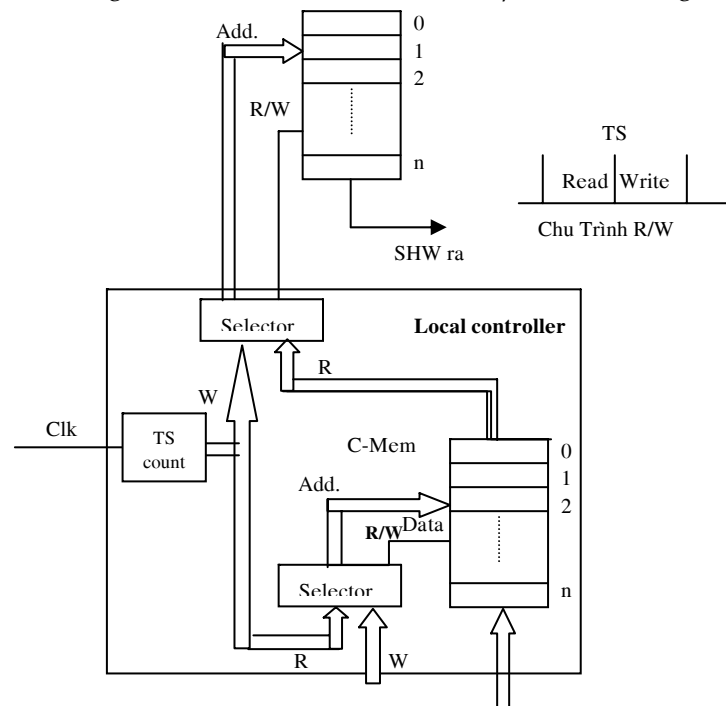 Add.
0
1
2
R/W
n
SHW ra
TS
Read Write
Chu Trình R/W
Selector
Local controller
R
W
Clk
TS
count
C-Mem
0
1
2
Add.
R/W
Data
Selector
n
R
W